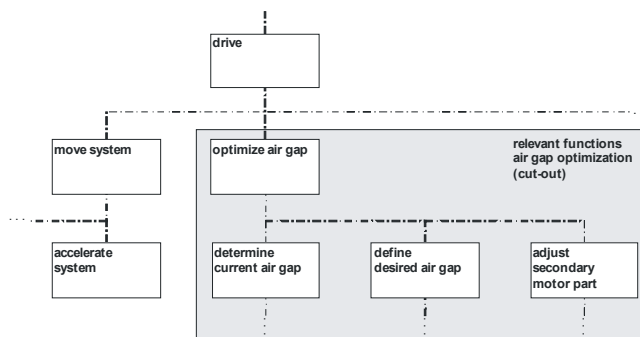 drive
move system
optimize air gap
relevant functions
air gap optimization
(cut-out)
accelerate
system
determine
current air gap
define
desired air gap
adjust
secondary
motor part